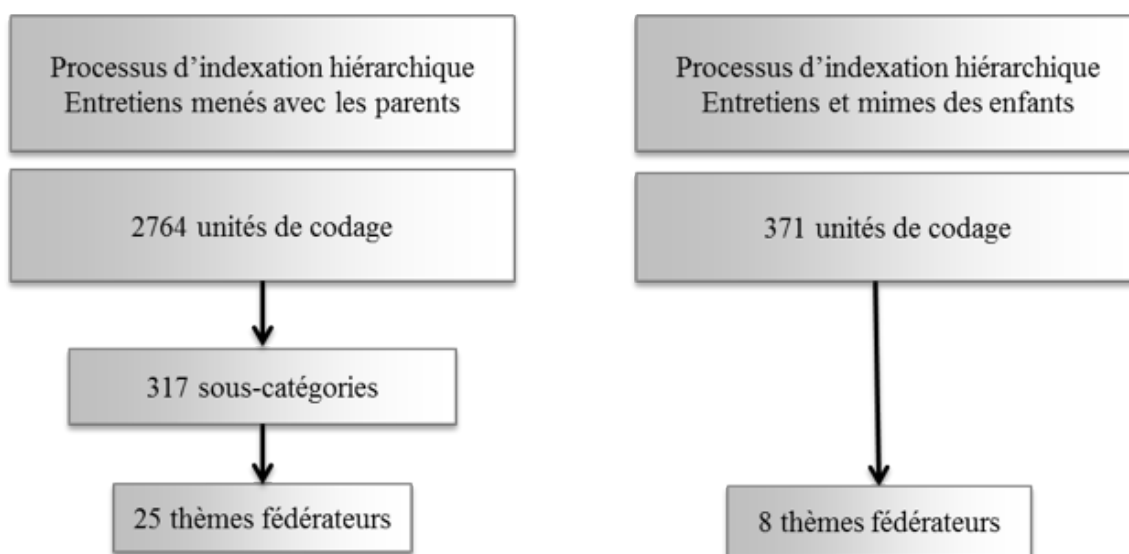 Processus d’indexation hiérarchique
Entretiens menés avec les parents
2764 unités de codage
317 sous-catégories
25 thèmes fédérateurs
Processus d’indexation hiérarchique
Entretiens et mimes des enfants
371 unités de codage
8 thèmes fédérateurs